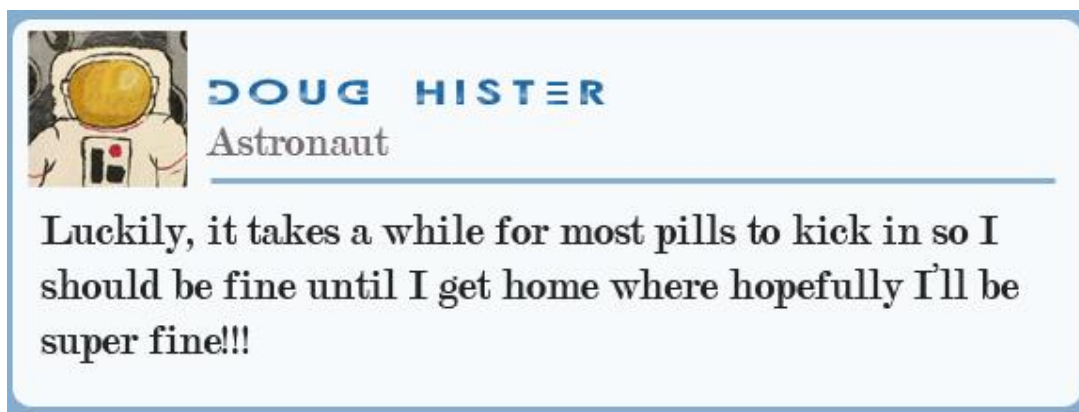 DOUG HISTER
Astronaut
Luckily, it takes a while for most pills to kick in so I
should be fine until I get home where hopefully I'll be
super fine!!!